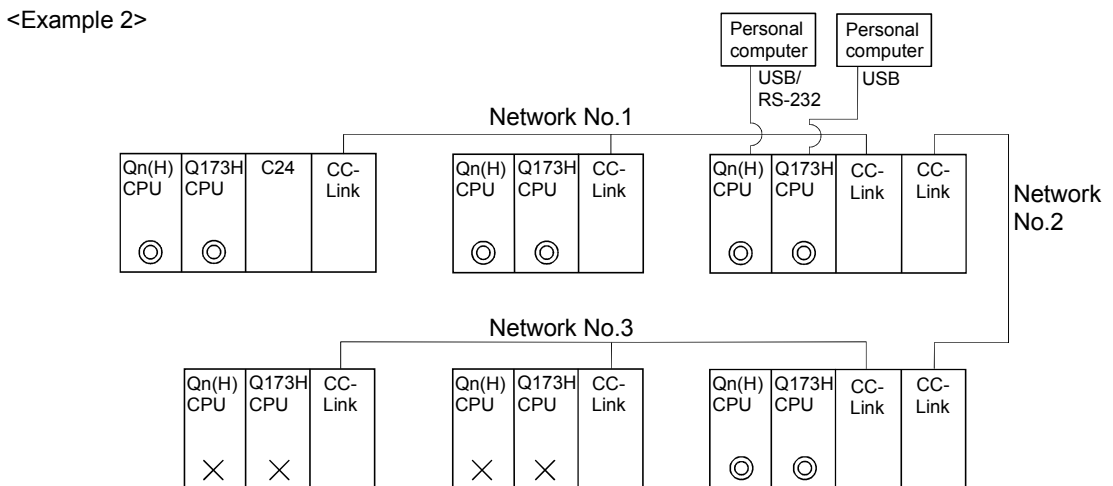 <Example 2>
Personal
computer
Personal
computer
USB/
RS-232
USB
Network No.1
Qn(H)
CPU
Q173H
CPU
C24
CC-
Link
Qn(H)
CPU
Q173H
CPU
CC-
Link
Qn(H)
CPU
Q173H
CPU
CC-
Link
CC-
Link
Network
No.2
Network No.3
Qn(H)
CPU
Q173H
CPU
CC-
Link
Qn(H)
CPU
Q173H
CPU
CC-
Link
Qn(H)
CPU
Q173H
CPU
CC-
Link
CC-
Link